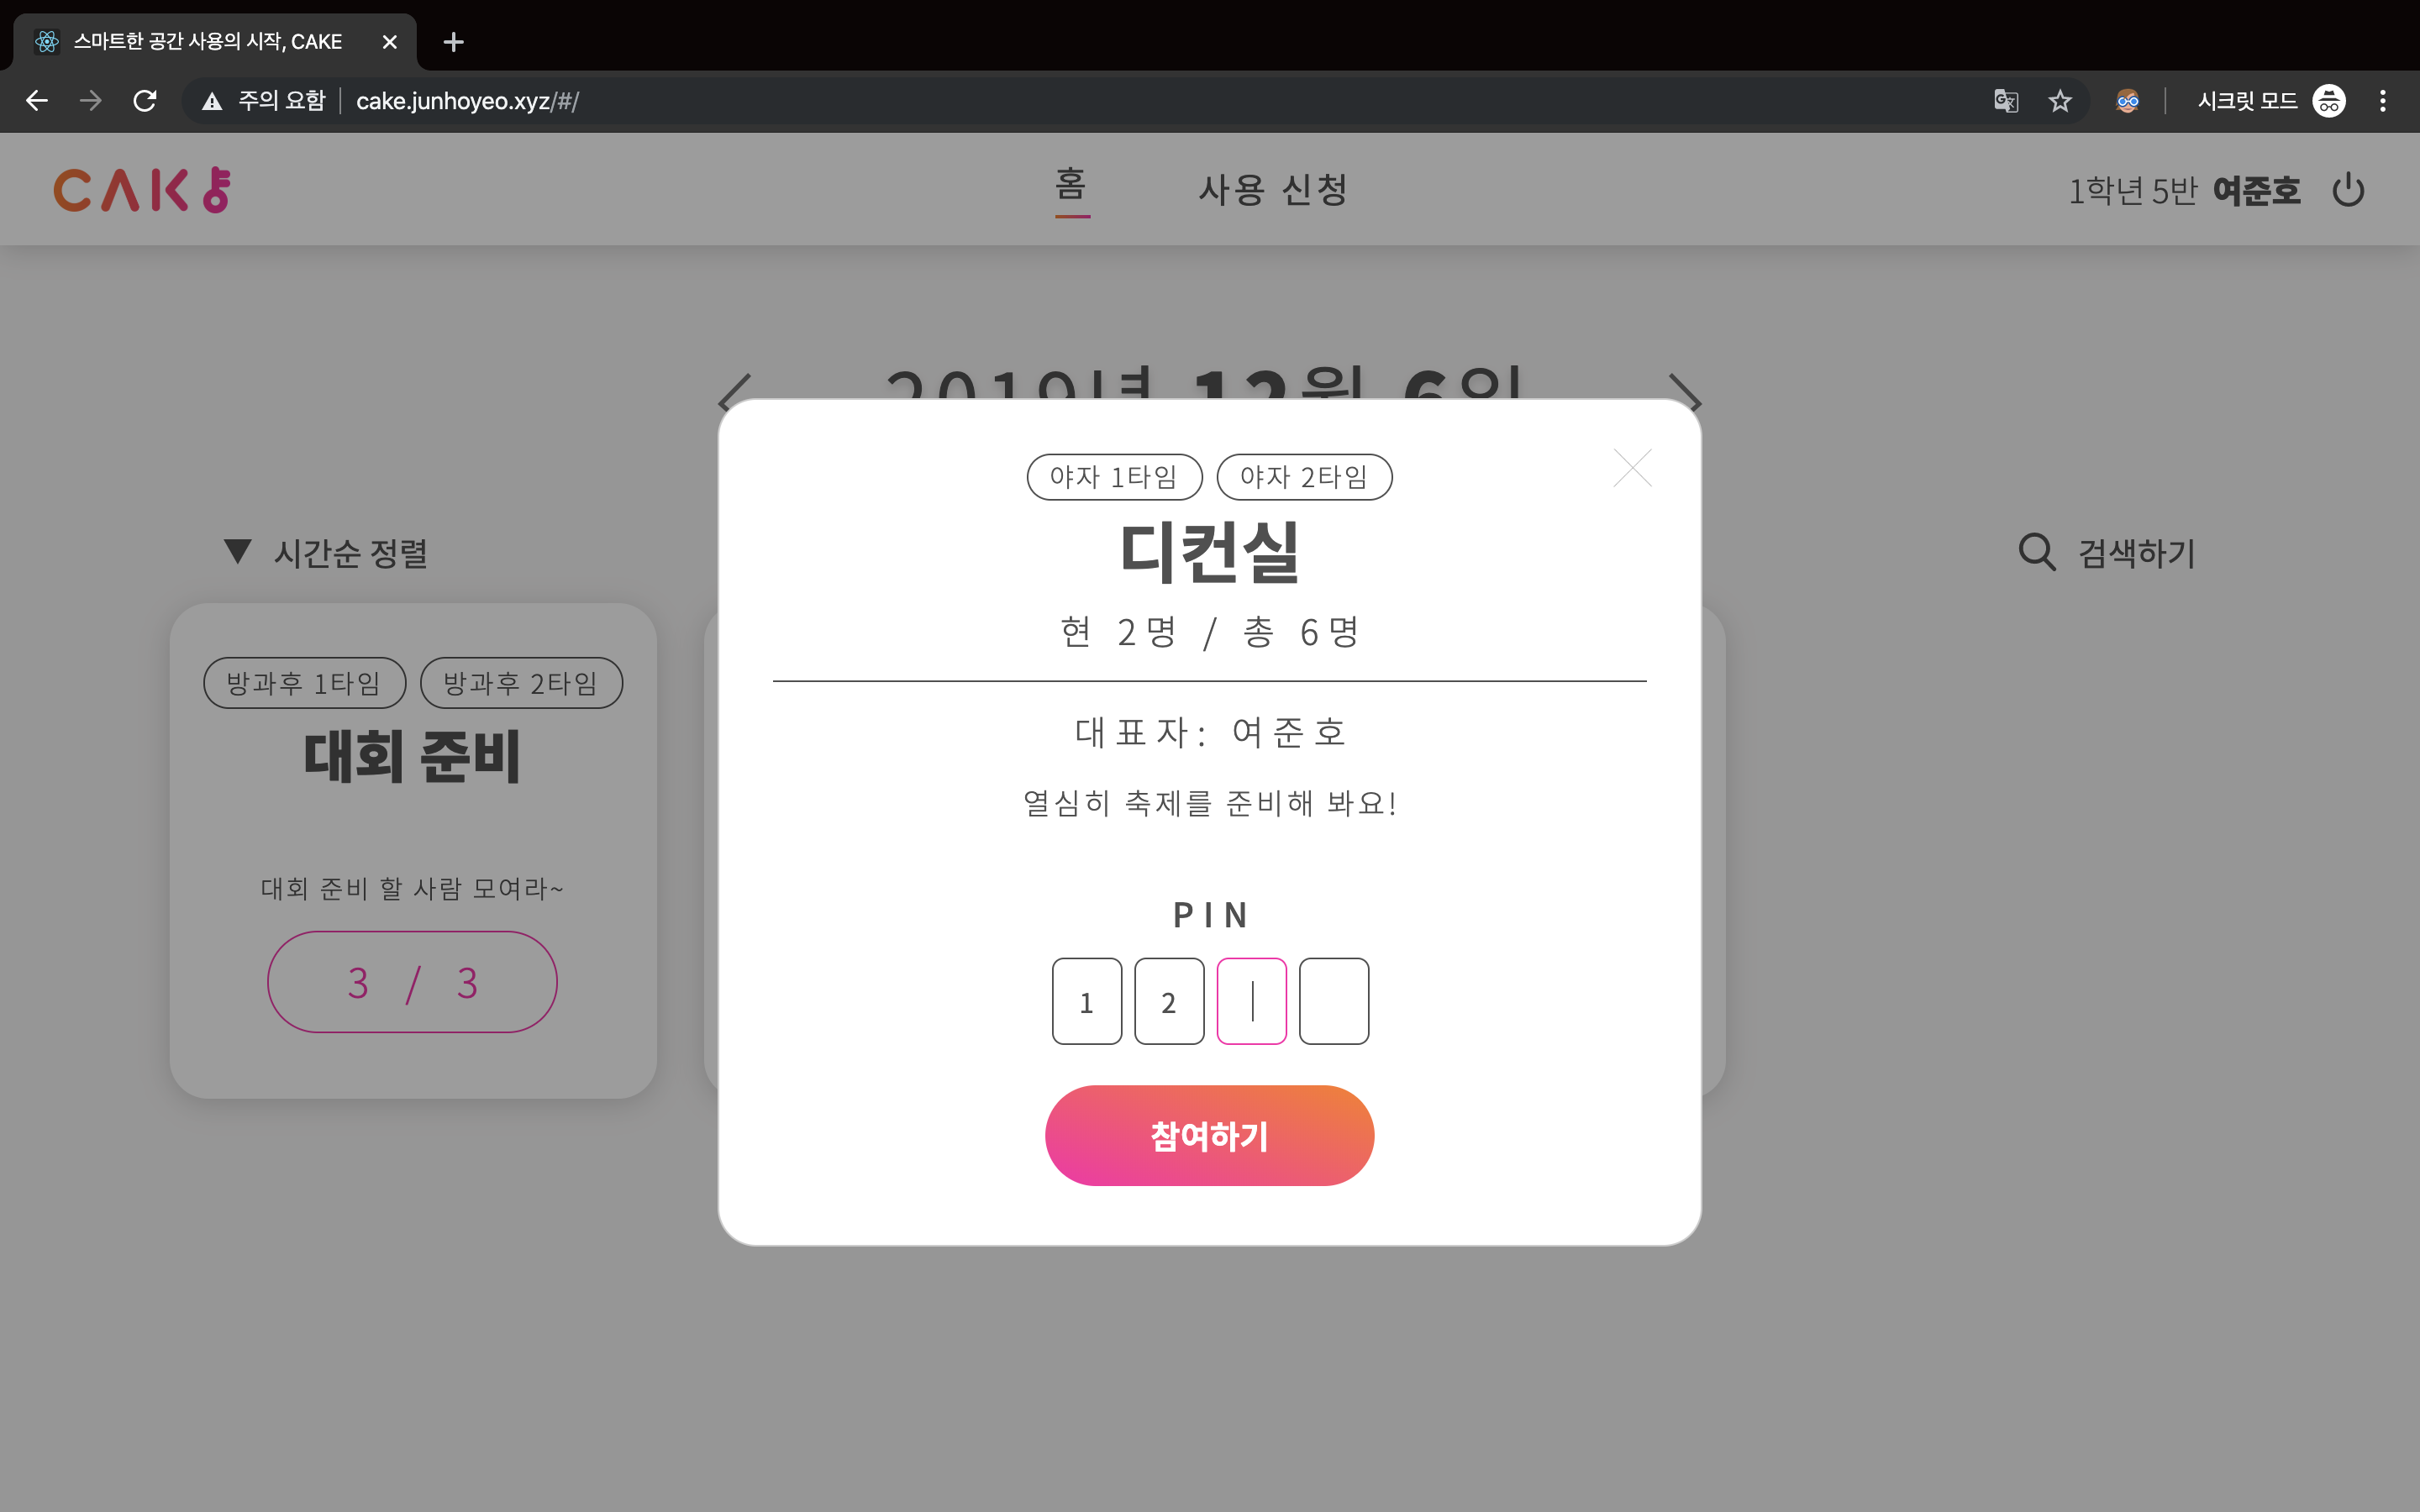 스마트한 공간 사용의 시작, CAKE
주의 요함 cake.junhoyeo.xyz/#/ 시크릿 모드
CAKE 홈 사용 신청 1학년 5반 여준호
2019년 12월 6일
야자 1타임 야자 2타임
디컨실
현 2명 / 총 6명
대표자: 여준호
열심히 축제를 준비해 봐요!
PIN
1 2
참여하기
▼ 시간순 정렬 검색하기
방과후 1타임 방과후 2타임
대회 준비
대회 준비 할 사람 모여라~
3 / 3